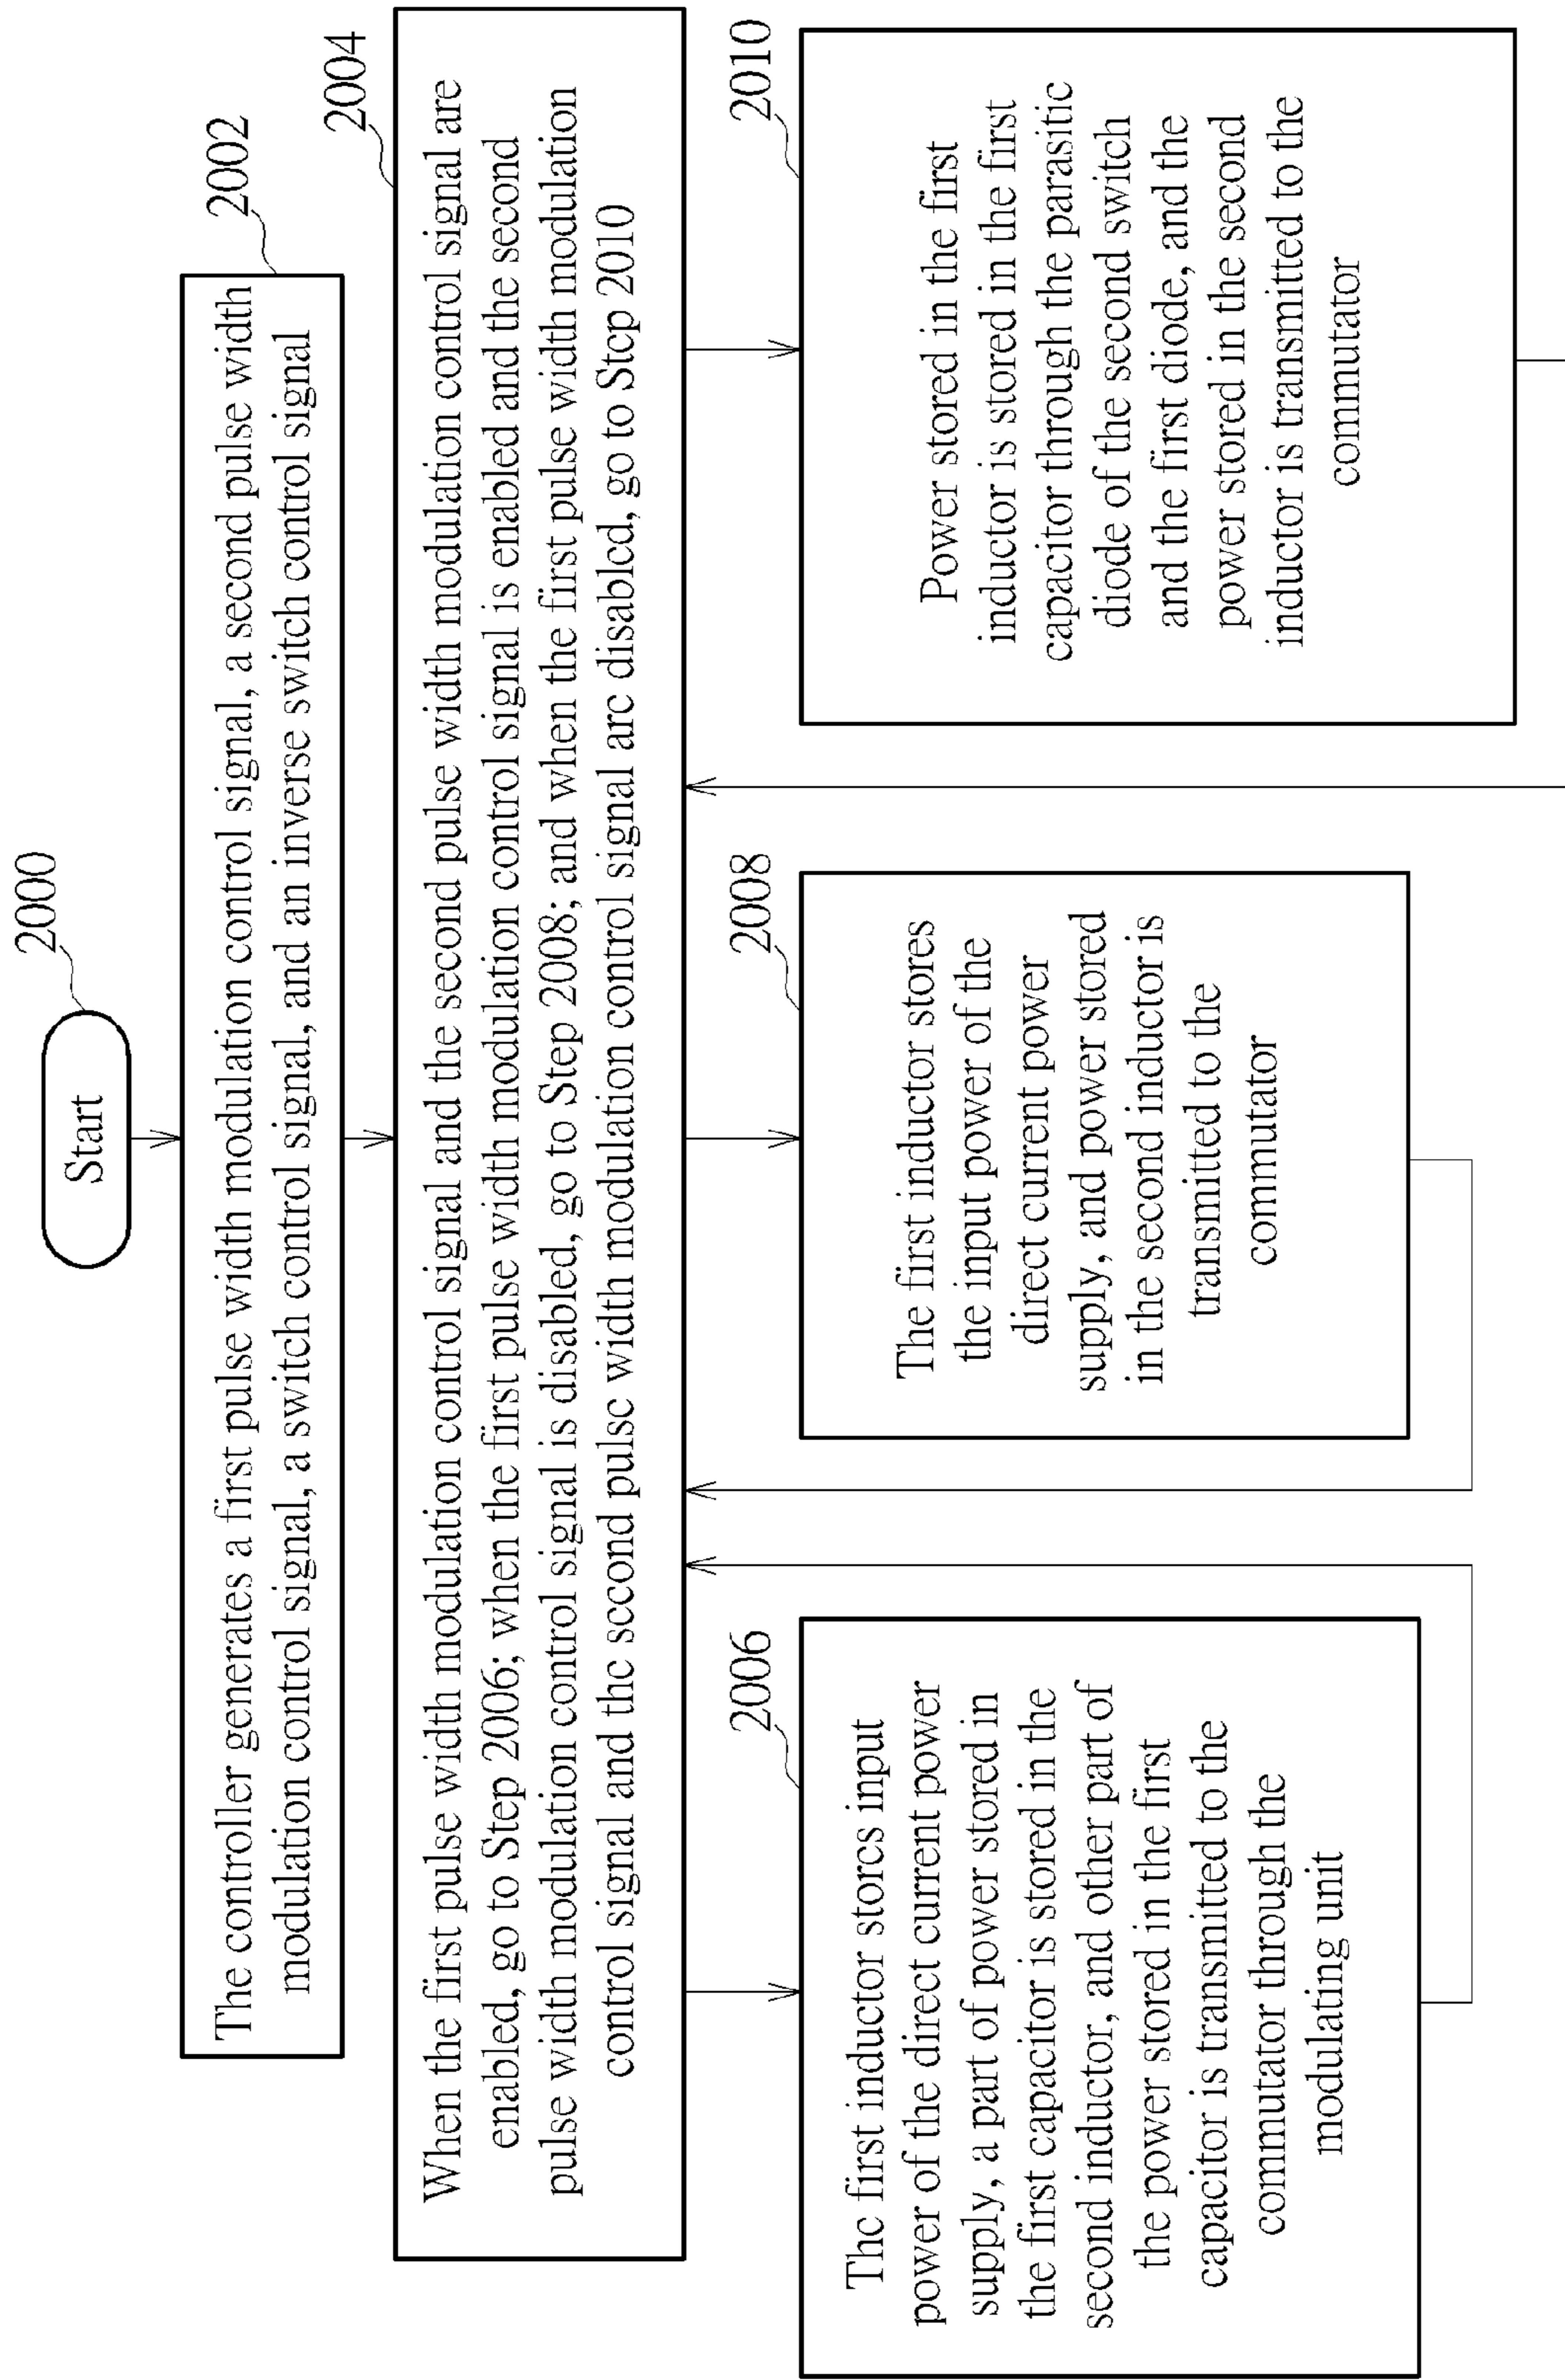 2000
Start
2002
The controller generates a first pulse width modulation control signal, a second pulse width
modulation control signal, a switch control signal, and an inverse switch control signal
2004
When the first pulse width modulation control signal and the second pulse width modulation control signal are
enabled, go to Step 2006; when the first pulse width modulation control signal is enabled and the second
pulse width modulation control signal is disabled, go to Step 2008; and when the first pulse width modulation
control signal and the second pulse width modulation control signal are disabled, go to Step 2010
2006
The first inductor stores input
power of the direct current power
supply, a part of power stored in
the first capacitor is stored in the
second inductor, and other part of
the power stored in the first
capacitor is transmitted to the
commutator through the
modulating unit
2008
The first inductor stores
the input power of the
direct current power
supply, and power stored
in the second inductor is
transmitted to the
commutator
2010
Power stored in the first
inductor is stored in the first
capacitor through the parasitic
diode of the second switch
and the first diode, and the
power stored in the second
inductor is transmitted to the
commutator